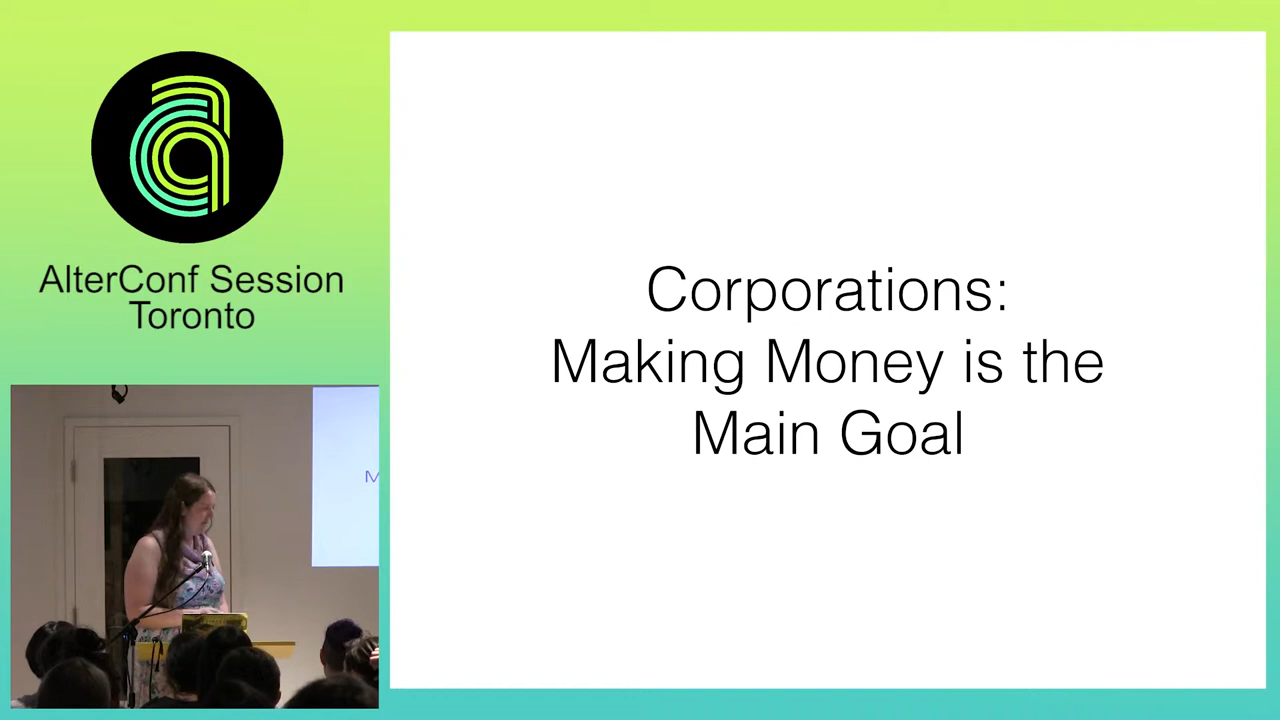 AlterConf Session
Toronto
Corporations:
Making Money is the
Main Goal
M